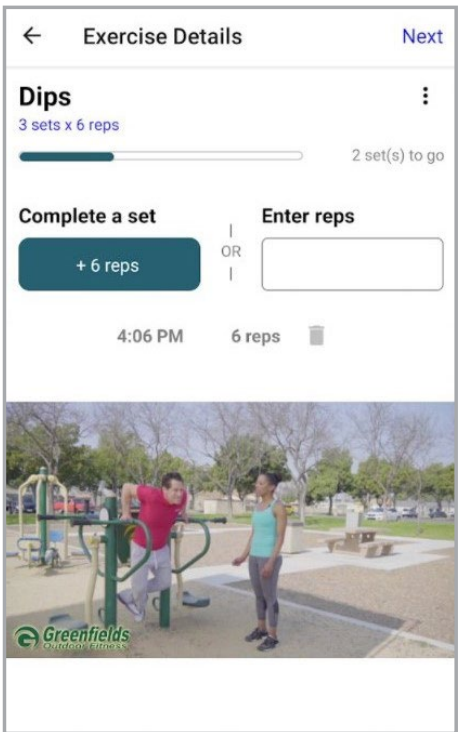 Exercise Details
Next
Dips
3 sets x 6 reps
2 set(s) to go
Complete a set
Enter reps
OR
+ 6 reps
4:06 PM
6 reps
Greenfields
Outdoor Fitness